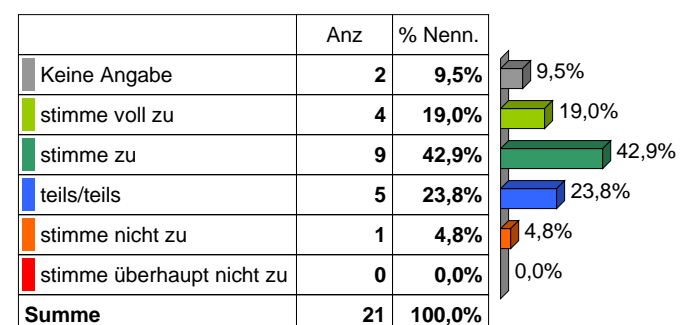 Anz % Nenn.
Keine Angabe 2 9,5% 9,5%
stimme voll zu 4 19,0% 19,0%
stimme zu 9 42,9% 42,9%
teils/teils 5 23,8% 23,8%
stimme nicht zu 1 4,8% 4,8%
stimme überhaupt nicht zu 0 0,0% 0,0%
Summe 21 100,0%